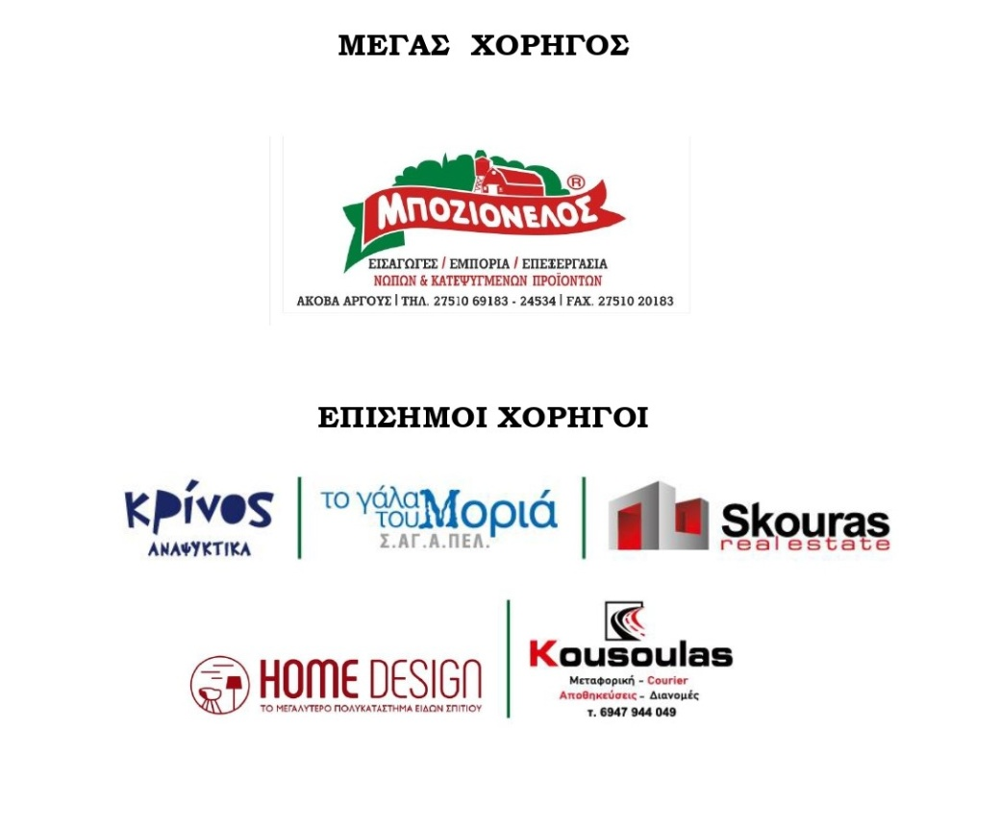 ΜΕΓΑΣ ΧΟΡΗΓΟΣ
ΜΠΟΖΙΟΝΕΛΟΣ ®
ΕΙΣΑΓΩΓΕΣ / ΕΜΠΟΡΙΑ / ΕΠΕΞΕΡΓΑΣΙΑ
ΝΩΠΩΝ & ΚΑΤΕΨΥΓΜΕΝΩΝ ΠΡΟΪΟΝΤΩΝ
ΑΚΟΒΑ ΑΡΓΟΥΣ | ΤΗΛ. 27510 69183 - 24534 | FAX. 27510 20183
ΕΠΙΣΗΜΟΙ ΧΟΡΗΓΟΙ
κρίνος
ΑΝΑΨΥΚΤΙΚΑ
το γάλα
του Μοριά
Σ.ΑΓ.Α.ΠΕΛ.
Skouras
real estate
HOME DESIGN
ΤΟ ΜΕΓΑΛΥΤΕΡΟ ΠΟΛΥΚΑΤΑΣΤΗΜΑ ΕΙΔΩΝ ΣΠΙΤΙΟΥ
Kousoulas
Μεταφορική - Courier
Αποθηκεύσεις - Διανομές
τ. 6947 944 049